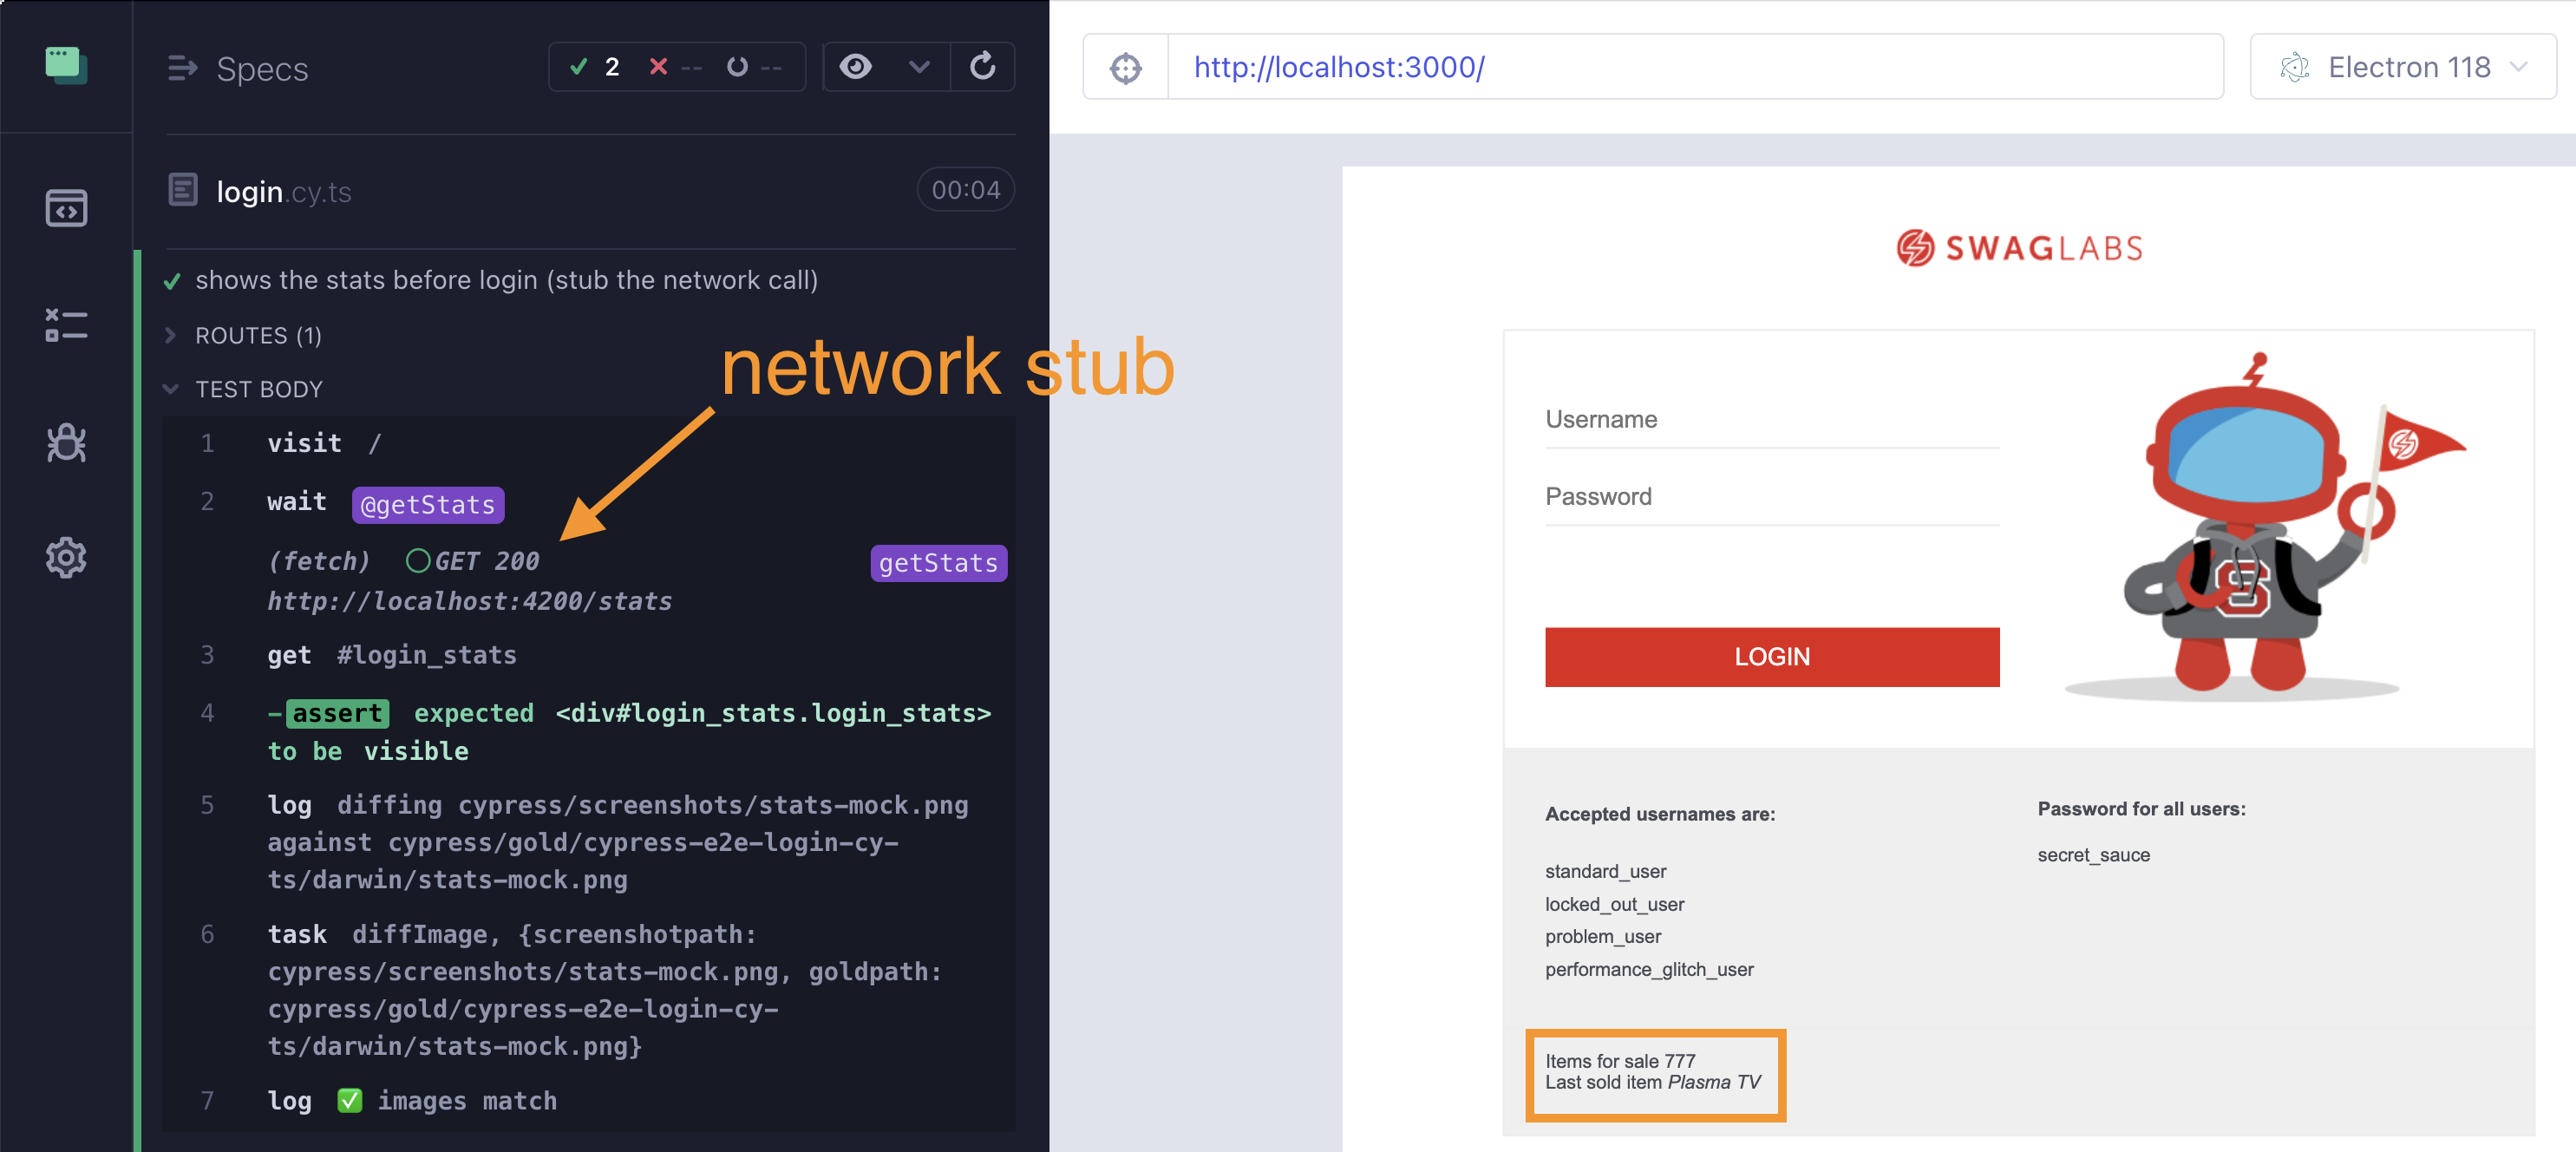 Specs
2 -- --
http://localhost:3000/
Electron 118
login.cy.ts
00:04
shows the stats before login (stub the network call)
ROUTES (1)
network stub
TEST BODY
1 visit /
2 wait @getStats
(fetch) GET 200 getStats
http://localhost:4200/stats
3 get #login_stats
4 -assert expected <div#login_stats.login_stats>
to be visible
5 log diffing cypress/screenshots/stats-mock.png
against cypress/gold/cypress-e2e-login-cy-
ts/darwin/stats-mock.png
6 task diffImage, {screenshotpath:
cypress/screenshots/stats-mock.png, goldpath:
cypress/gold/cypress-e2e-login-cy-
ts/darwin/stats-mock.png}
7 log ✅ images match
SWAGLABS
Username
Password
S
LOGIN
Accepted usernames are:
standard_user
locked_out_user
problem_user
performance_glitch_user
Password for all users:
secret_sauce
Items for sale 777
Last sold item Plasma TV